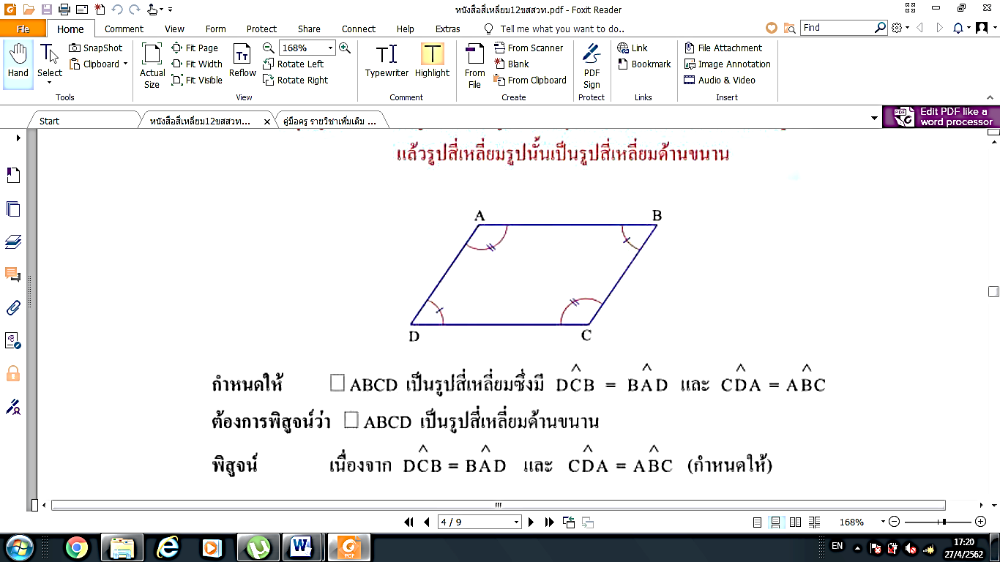 หนังสือสี่เหลี่ยม12ขสสวท.pdf - Foxit Reader
File Home Comment View Form Protect Share Connect Help Extras Tell me what you want to do.. Find
Hand
Select
SnapShot
Clipboard
Tools
Actual Size
Fit Page
Fit Width
Fit Visible
Reflow
168%
Rotate Left
Rotate Right
View
Typewriter
Highlight
Comment
From File
From Scanner
Blank
From Clipboard
Create
PDF Sign
Protect
Link
Bookmark
Links
File Attachment
Image Annotation
Audio & Video
Insert
Start
หนังสือสี่เหลี่ยม12ขสสวท...
คู่มือครู รายวิชาเพิ่มเติม ...
Edit PDF like a
word processor
แล้วรูปสี่เหลี่ยมรูปนั้นเป็นรูปสี่เหลี่ยมด้านขนาน
A B
D C
กำหนดให้ □ ABCD เป็นรูปสี่เหลี่ยมซึ่งมี DĈB = BÂD และ CD̂A = AB̂C
ต้องการพิสูจน์ว่า □ ABCD เป็นรูปสี่เหลี่ยมด้านขนาน
พิสูจน์ เนื่องจาก DĈB = BÂD และ CD̂A = AB̂C (กำหนดให้)
4 / 9
168%
EN
17:20
27/4/2562